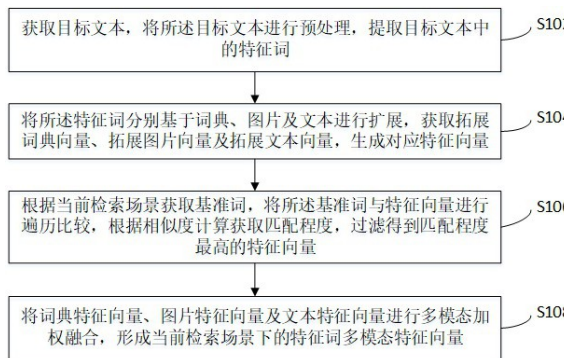 获取目标文本，将所述目标文本进行预处理，提取目标文本中
的特征词
S102
将所述特征词分别基于词典、图片及文本进行扩展，获取拓展
词典向量、拓展图片向量及拓展文本向量，生成对应特征向量
S104
根据当前检索场景获取基准词，将所述基准词与特征向量进行
遍历比较，根据相似度计算获取匹配程度，过滤得到匹配程度
最高的特征向量
S106
将词典特征向量、图片特征向量及文本特征向量进行多模态加
权融合，形成当前检索场景下的特征词多模态特征向量
S108